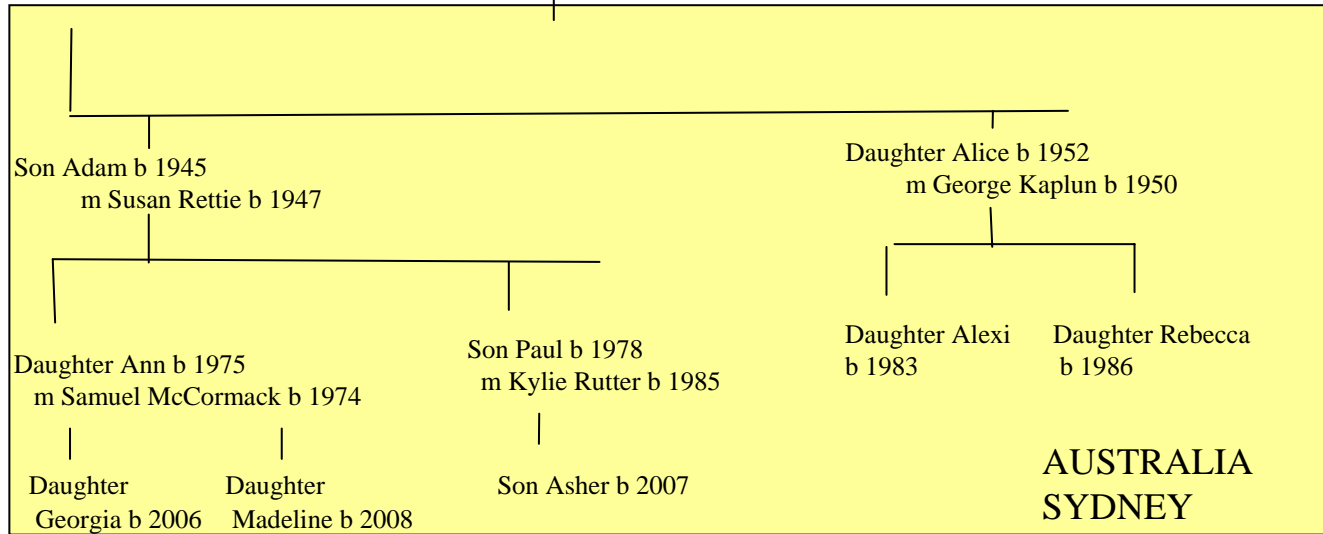 Son Adam b 1945
m Susan Rettie b 1947
Daughter Alice b 1952
m George Kaplun b 1950
Daughter Ann b 1975
m Samuel McCormack b 1974
Son Paul b 1978
m Kylie Rutter b 1985
Daughter Alexi
b 1983
Daughter Rebecca
b 1986
Daughter
Georgia b 2006
Daughter
Madeline b 2008
Son Asher b 2007
AUSTRALIA
SYDNEY